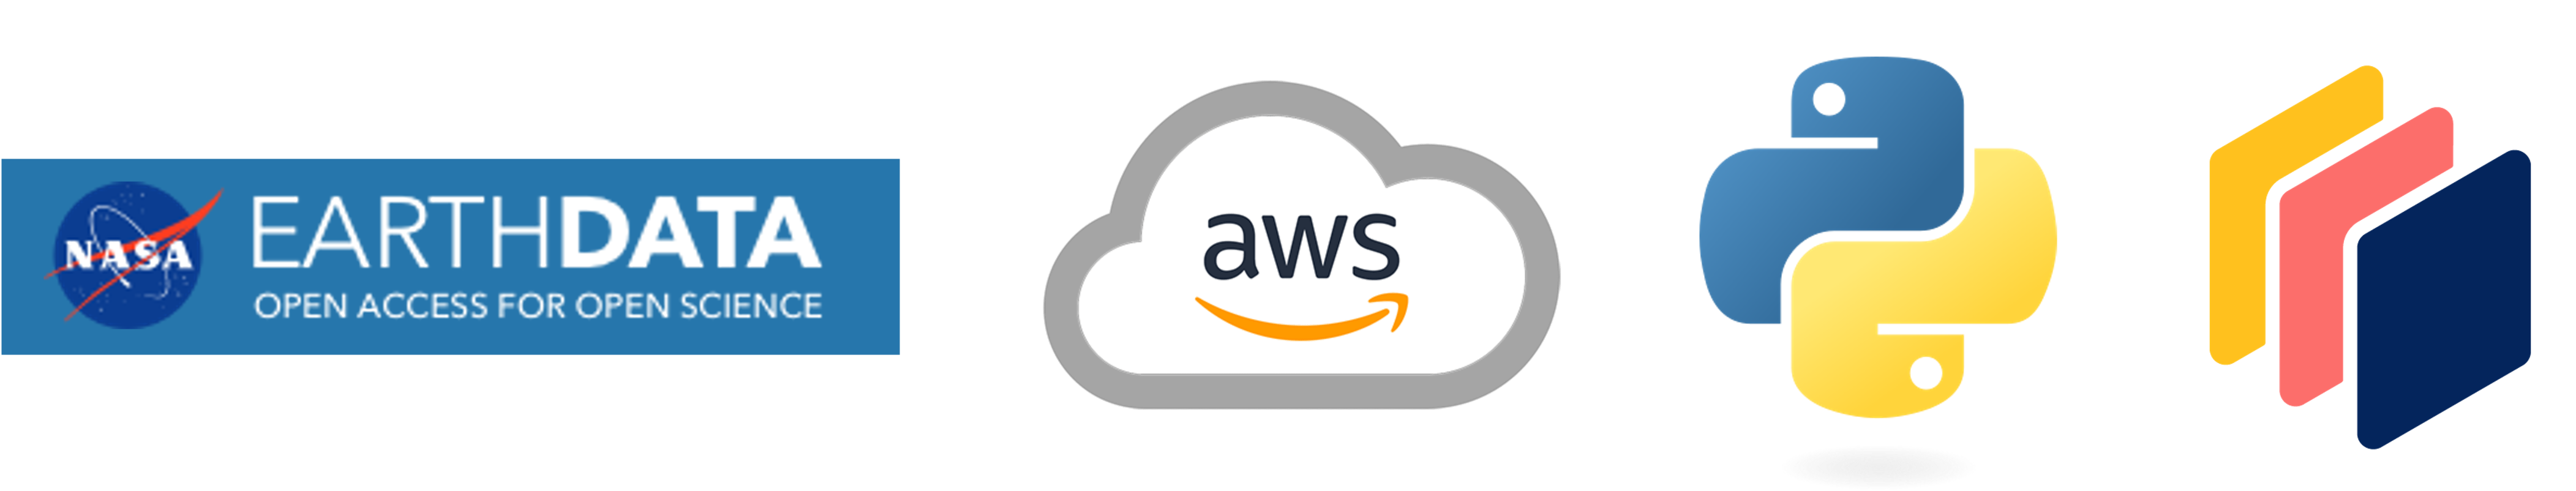 NASA
EARTHDATA
OPEN ACCESS FOR OPEN SCIENCE
aws